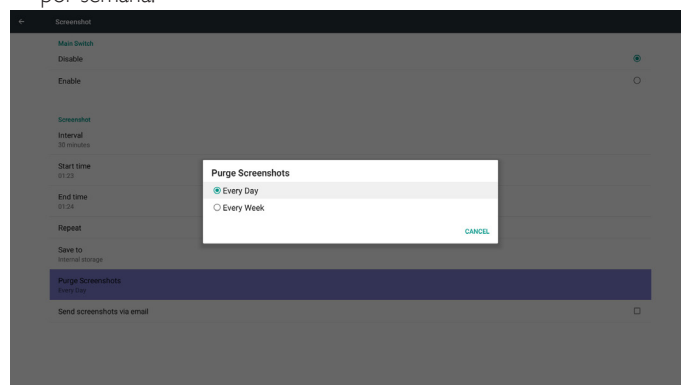 por semana.
Screenshot
Main Switch
Disable
Enable
Screenshot
Interval
30 minutes
Start time
01:23
End time
01:24
Repeat
Save to
Internal storage
Purge Screenshots
Every Day
Send screenshots via email
Purge Screenshots
Every Day
Every Week
CANCEL